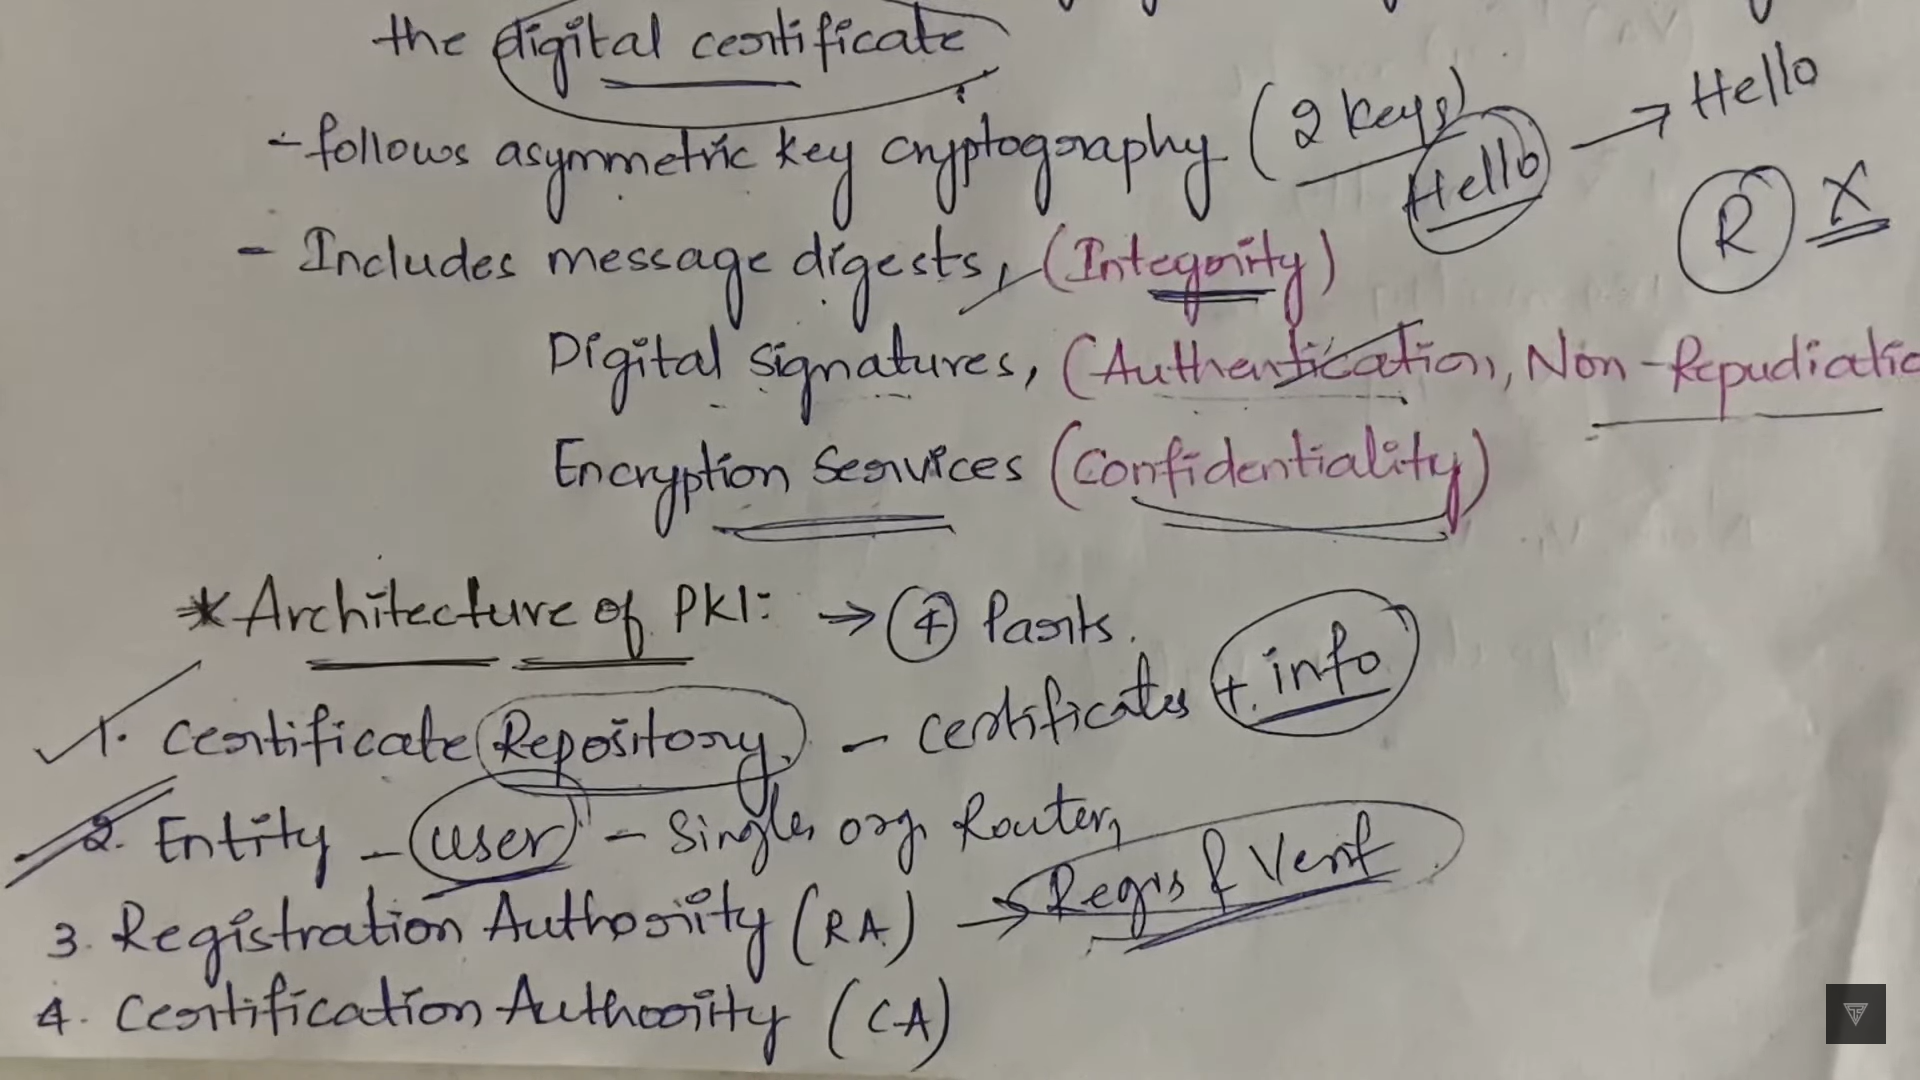 the digital certificate
- follows asymmetric key cryptography (2 keys)
Hello → Hello
R X
- Includes message digests, (Integrity)
Digital signatures, (Authentication, Non-Repudiatio
Encryption Services (Confidentiality)
* Architecture of PKI: → 4 Parts.
1. Certificate Repository. - certificates + info
2. Entity - user - Single, org, Router,
3. Registration Authority (RA) → Regis & Verif
4. Certification Authority (CA)